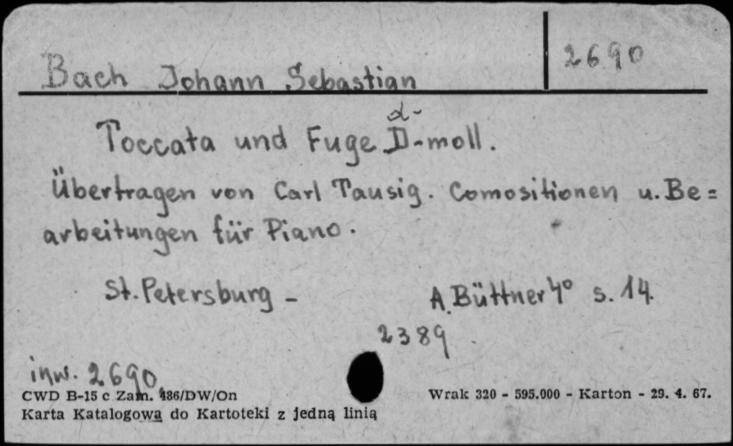 Bach Johann Sebastian 2690
d-
Toccata und Fuge D-moll.
Übertragen von Carl Tausig. Comositionen u. Be=
arbeitungen für Piano.
St. Petersburg - A. Büttner 4° s. 14.
2389
inw. 2690
CWD B-15 c Zam. 486/DW/On Wrak 320 - 595.000 - Karton - 29. 4. 67.
Karta Katalogowa do Kartoteki z jedną linią